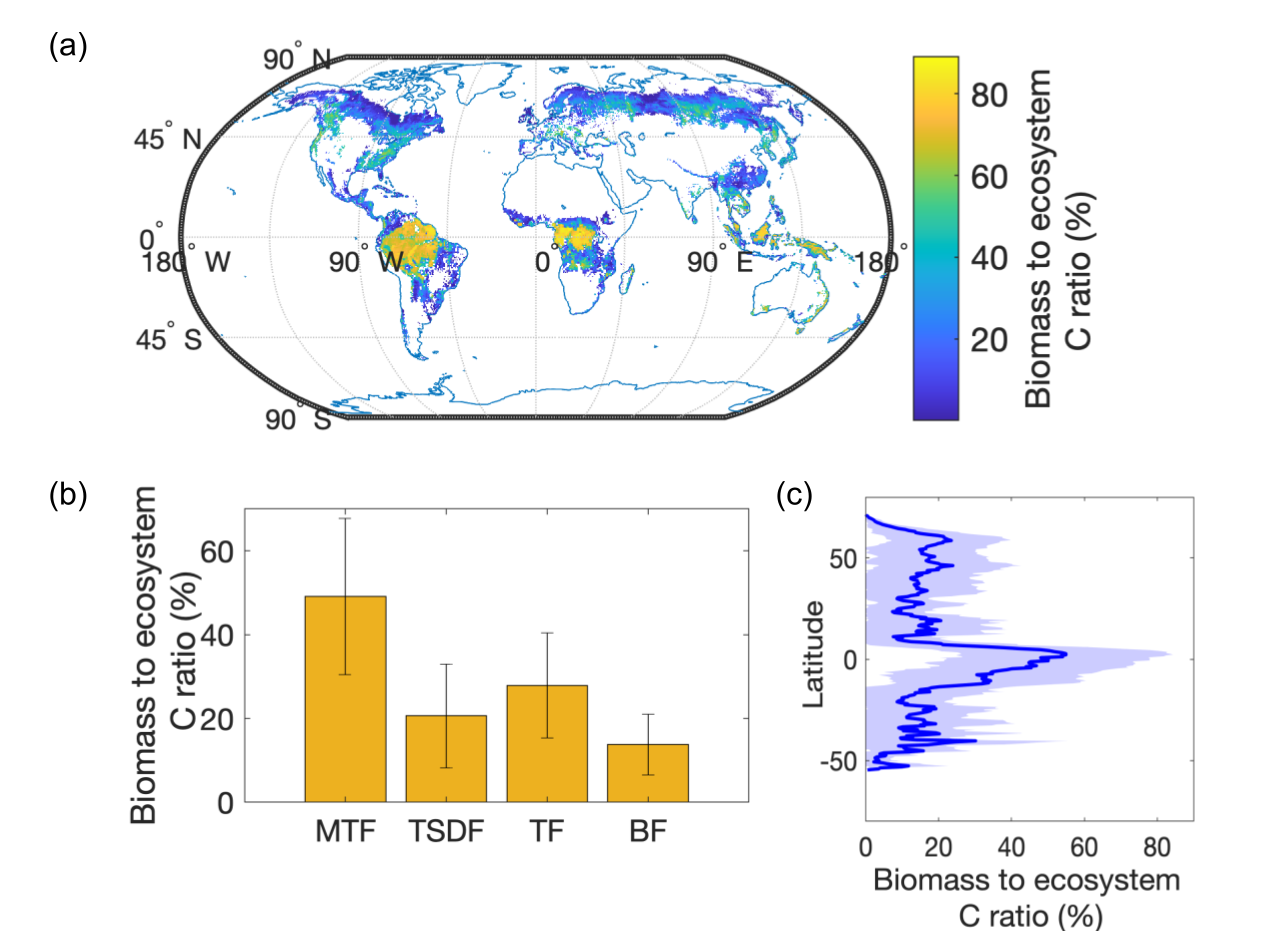 (a)
90° N
45° N
0°
180° W
90° W
0°
90° E
180°
45° S
90° S
80
60
40
20
Biomass to ecosystem
C ratio (%)
(b)
Biomass to ecosystem
C ratio (%)
60
40
20
0
MTF
TSDF
TF
BF
(c)
Latitude
50
0
-50
0
20
40
60
80
Biomass to ecosystem
C ratio (%)